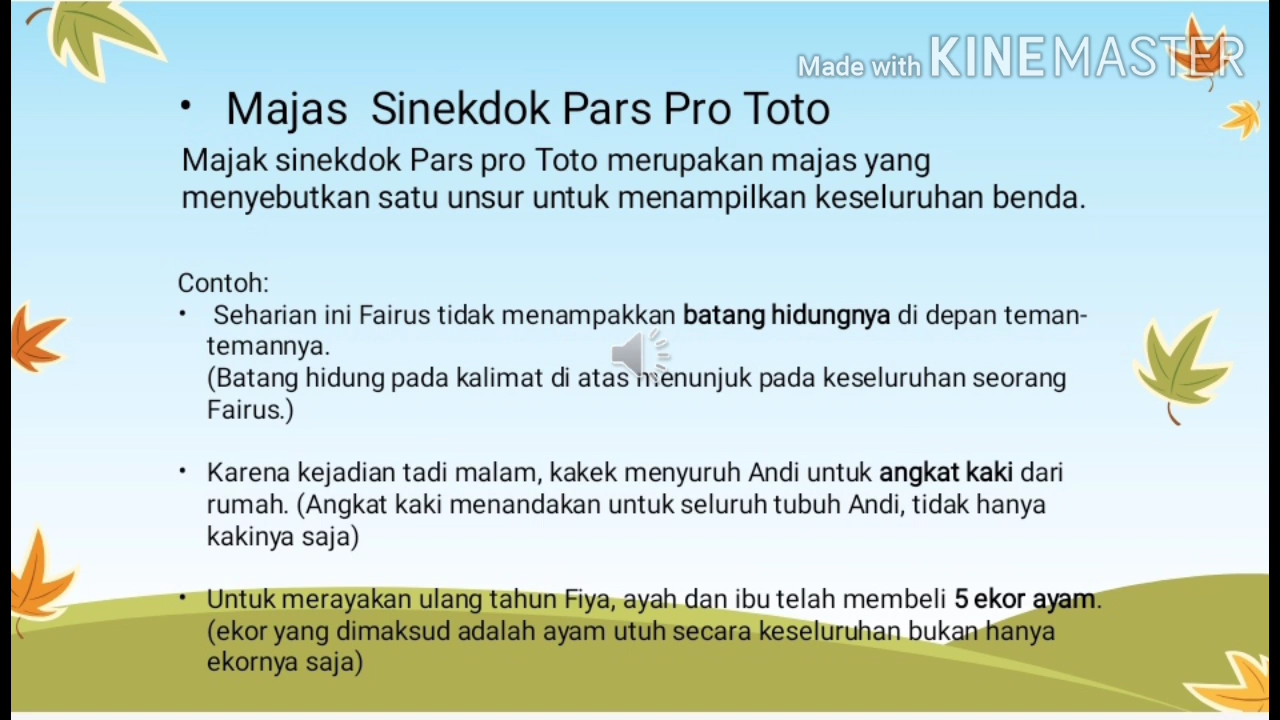 Made with KINEMASTER
• Majas Sinekdok Pars Pro Toto
Majak sinekdok Pars pro Toto merupakan majas yang
menyebutkan satu unsur untuk menampilkan keseluruhan benda.
Contoh:
• Seharian ini Fairus tidak menampakkan batang hidungnya di depan teman-
temannya.
(Batang hidung pada kalimat di atas menunjuk pada keseluruhan seorang
Fairus.)
• Karena kejadian tadi malam, kakek menyuruh Andi untuk angkat kaki dari
rumah. (Angkat kaki menandakan untuk seluruh tubuh Andi, tidak hanya
kakinya saja)
• Untuk merayakan ulang tahun Fiya, ayah dan ibu telah membeli 5 ekor ayam.
(ekor yang dimaksud adalah ayam utuh secara keseluruhan bukan hanya
ekornya saja)